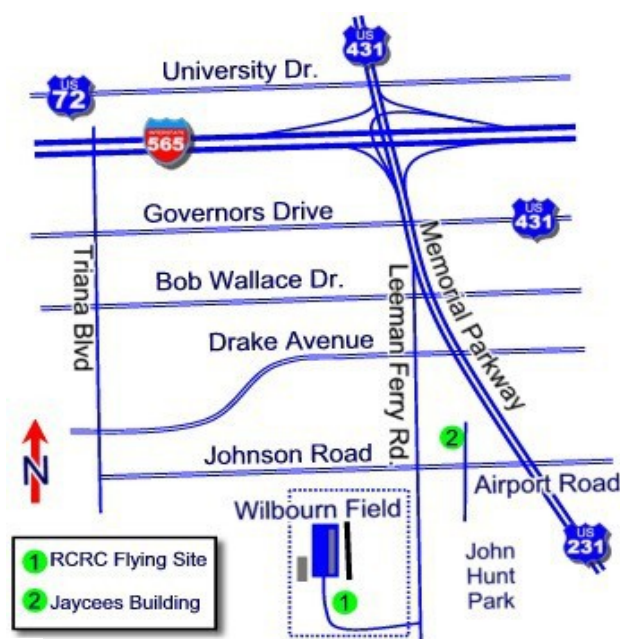 US
431
University Dr.
US
72
INTERSTATE
565
Governors Drive
US
431
Memorial Parkway
Triana Blvd
Bob Wallace Dr.
Leeman Ferry Rd.
Drake Avenue
2
N
Johnson Road
Airport Road
Wilbourn Field
US
231
1 RCRC Flying Site
John
Hunt
Park
1
2 Jaycees Building